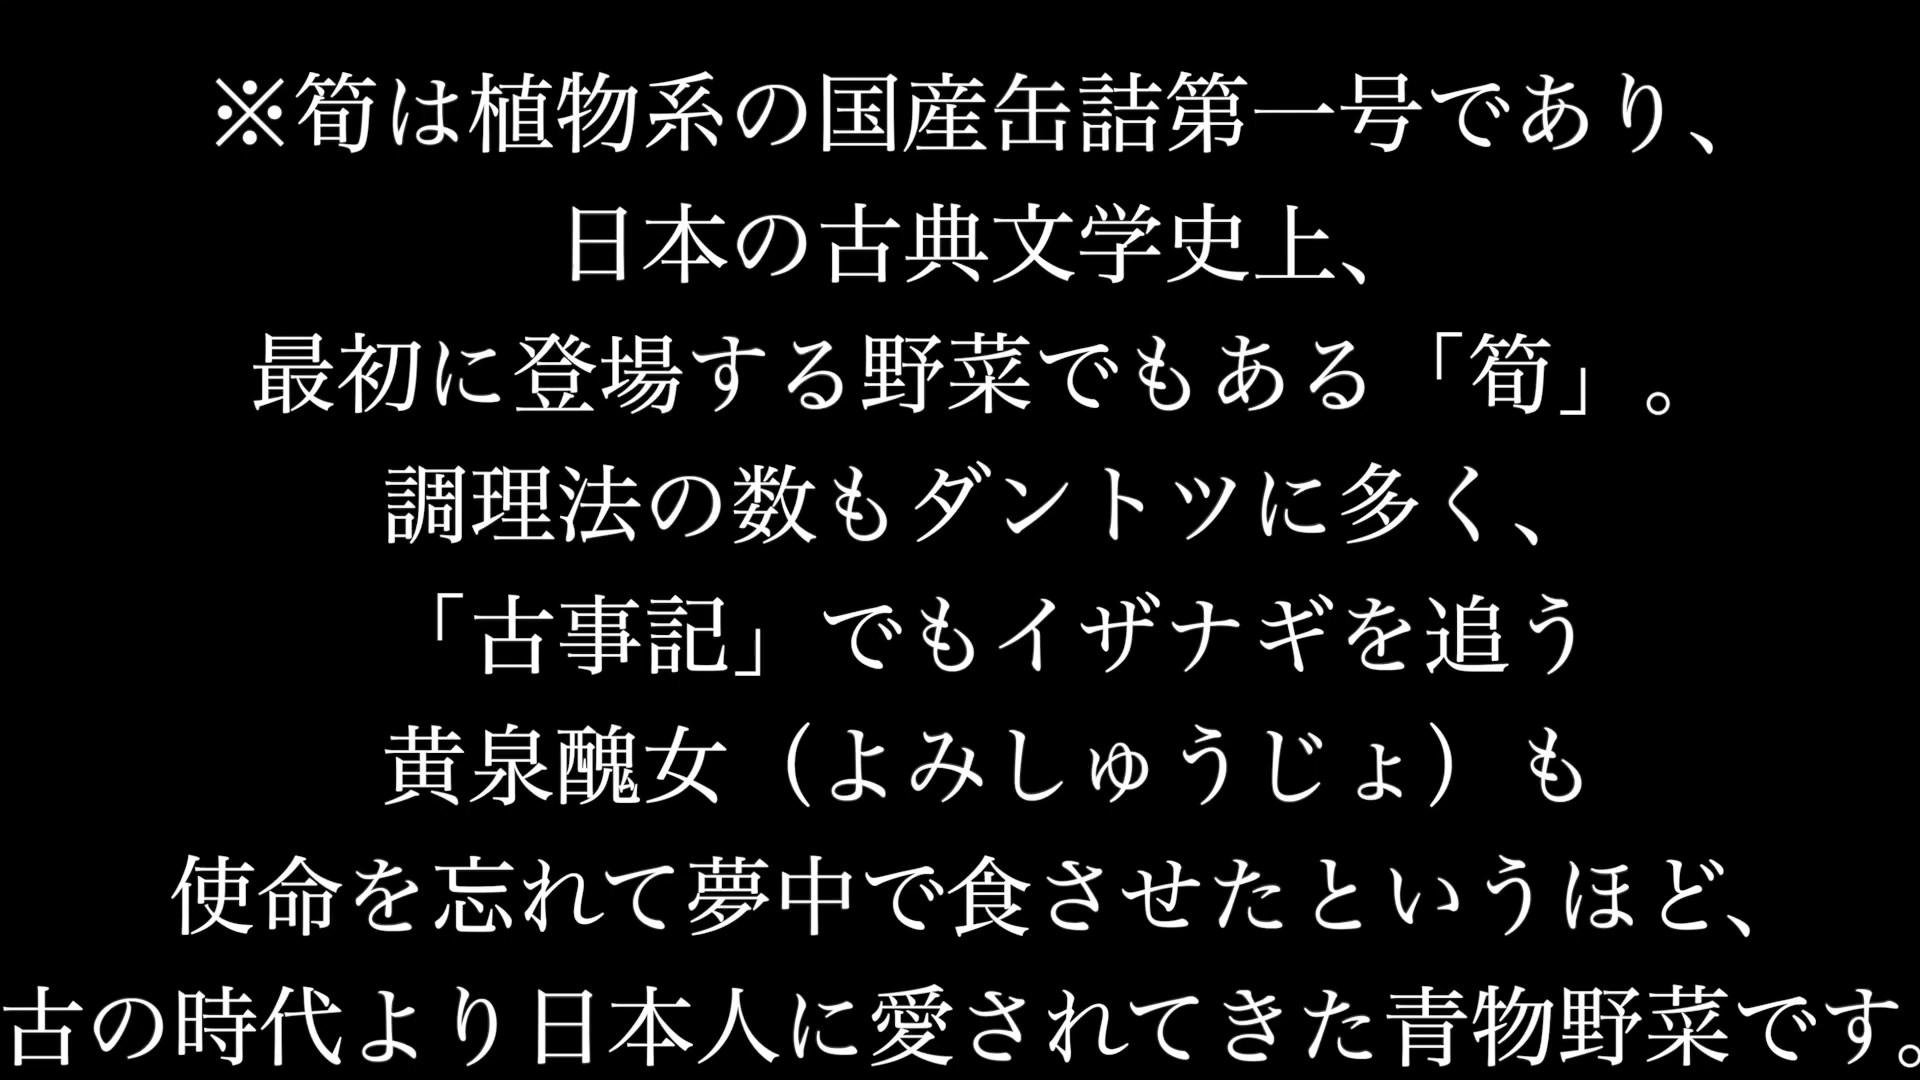 ※筍は植物系の国産缶詰第一号であり、
日本の古典文学史上、
最初に登場する野菜でもある「筍」。
調理法の数もダントツに多く、
「古事記」でもイザナギを追う
黄泉醜女（よみしゅうじょ）も
使命を忘れて夢中で食させたというほど、
古の時代より日本人に愛されてきた青物野菜です。